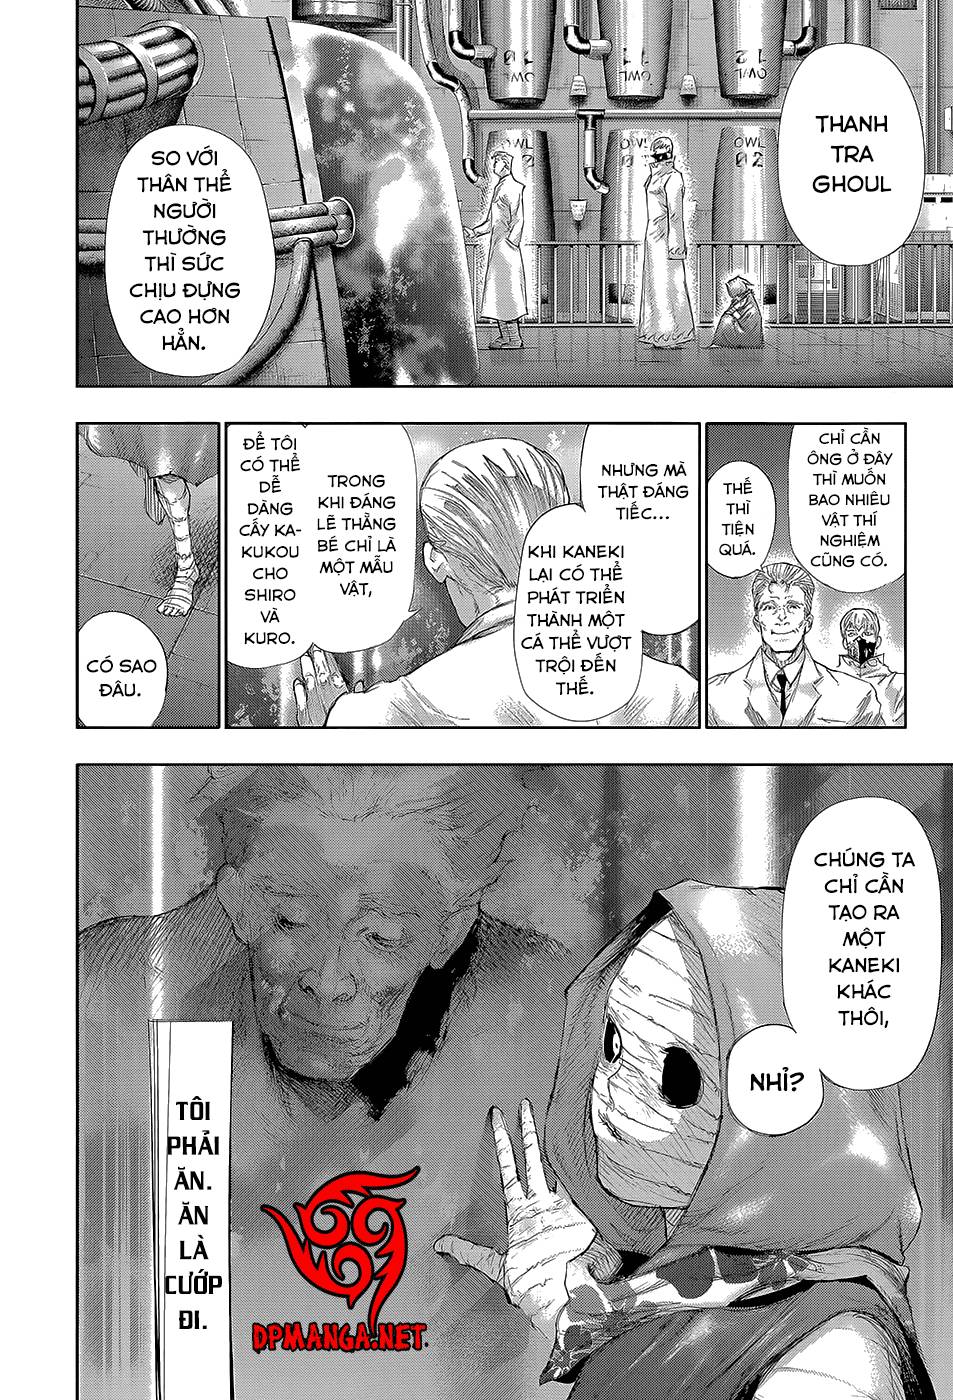 THANH
TRA
GHOUL
SO VỚI
THÂN THỂ
NGƯỜI
THƯỜNG
THÌ SỨC
CHỊU ĐỰNG
CAO HƠN
HẲN.
OWL
10
OWL
11
OWL
12
OWL
02
OWL
02
CHỈ CẦN
ÔNG Ở ĐÂY
THÌ MUỐN
BAO NHIÊU
VẬT THÍ
NGHIỆM
CŨNG CÓ.
THẾ
THÌ
TIỆN
QUÁ.
NHƯNG MÀ
THẬT ĐÁNG
TIẾC...
KHI KANEKI
LẠI CÓ THỂ
PHÁT TRIỂN
THÀNH MỘT
CÁ THỂ VƯỢT
TRỘI ĐẾN
THẾ.
TRONG
KHI ĐÁNG
LẼ THẰNG
BÉ CHỈ LÀ
MỘT MẪU
VẬT,
ĐỂ TÔI
CÓ THỂ
DỄ
DÀNG
CẤY KA-
KUKOU
CHO
SHIRO
VÀ
KURO.
CÓ SAO
ĐÂU.
CHÚNG TA
CHỈ CẦN
TẠO RA
MỘT
KANEKI
KHÁC
THÔI,
NHỈ?
TÔI
PHẢI
ĂN.
ĂN
LÀ
CƯỚP
ĐI.
DPMANGA.NET